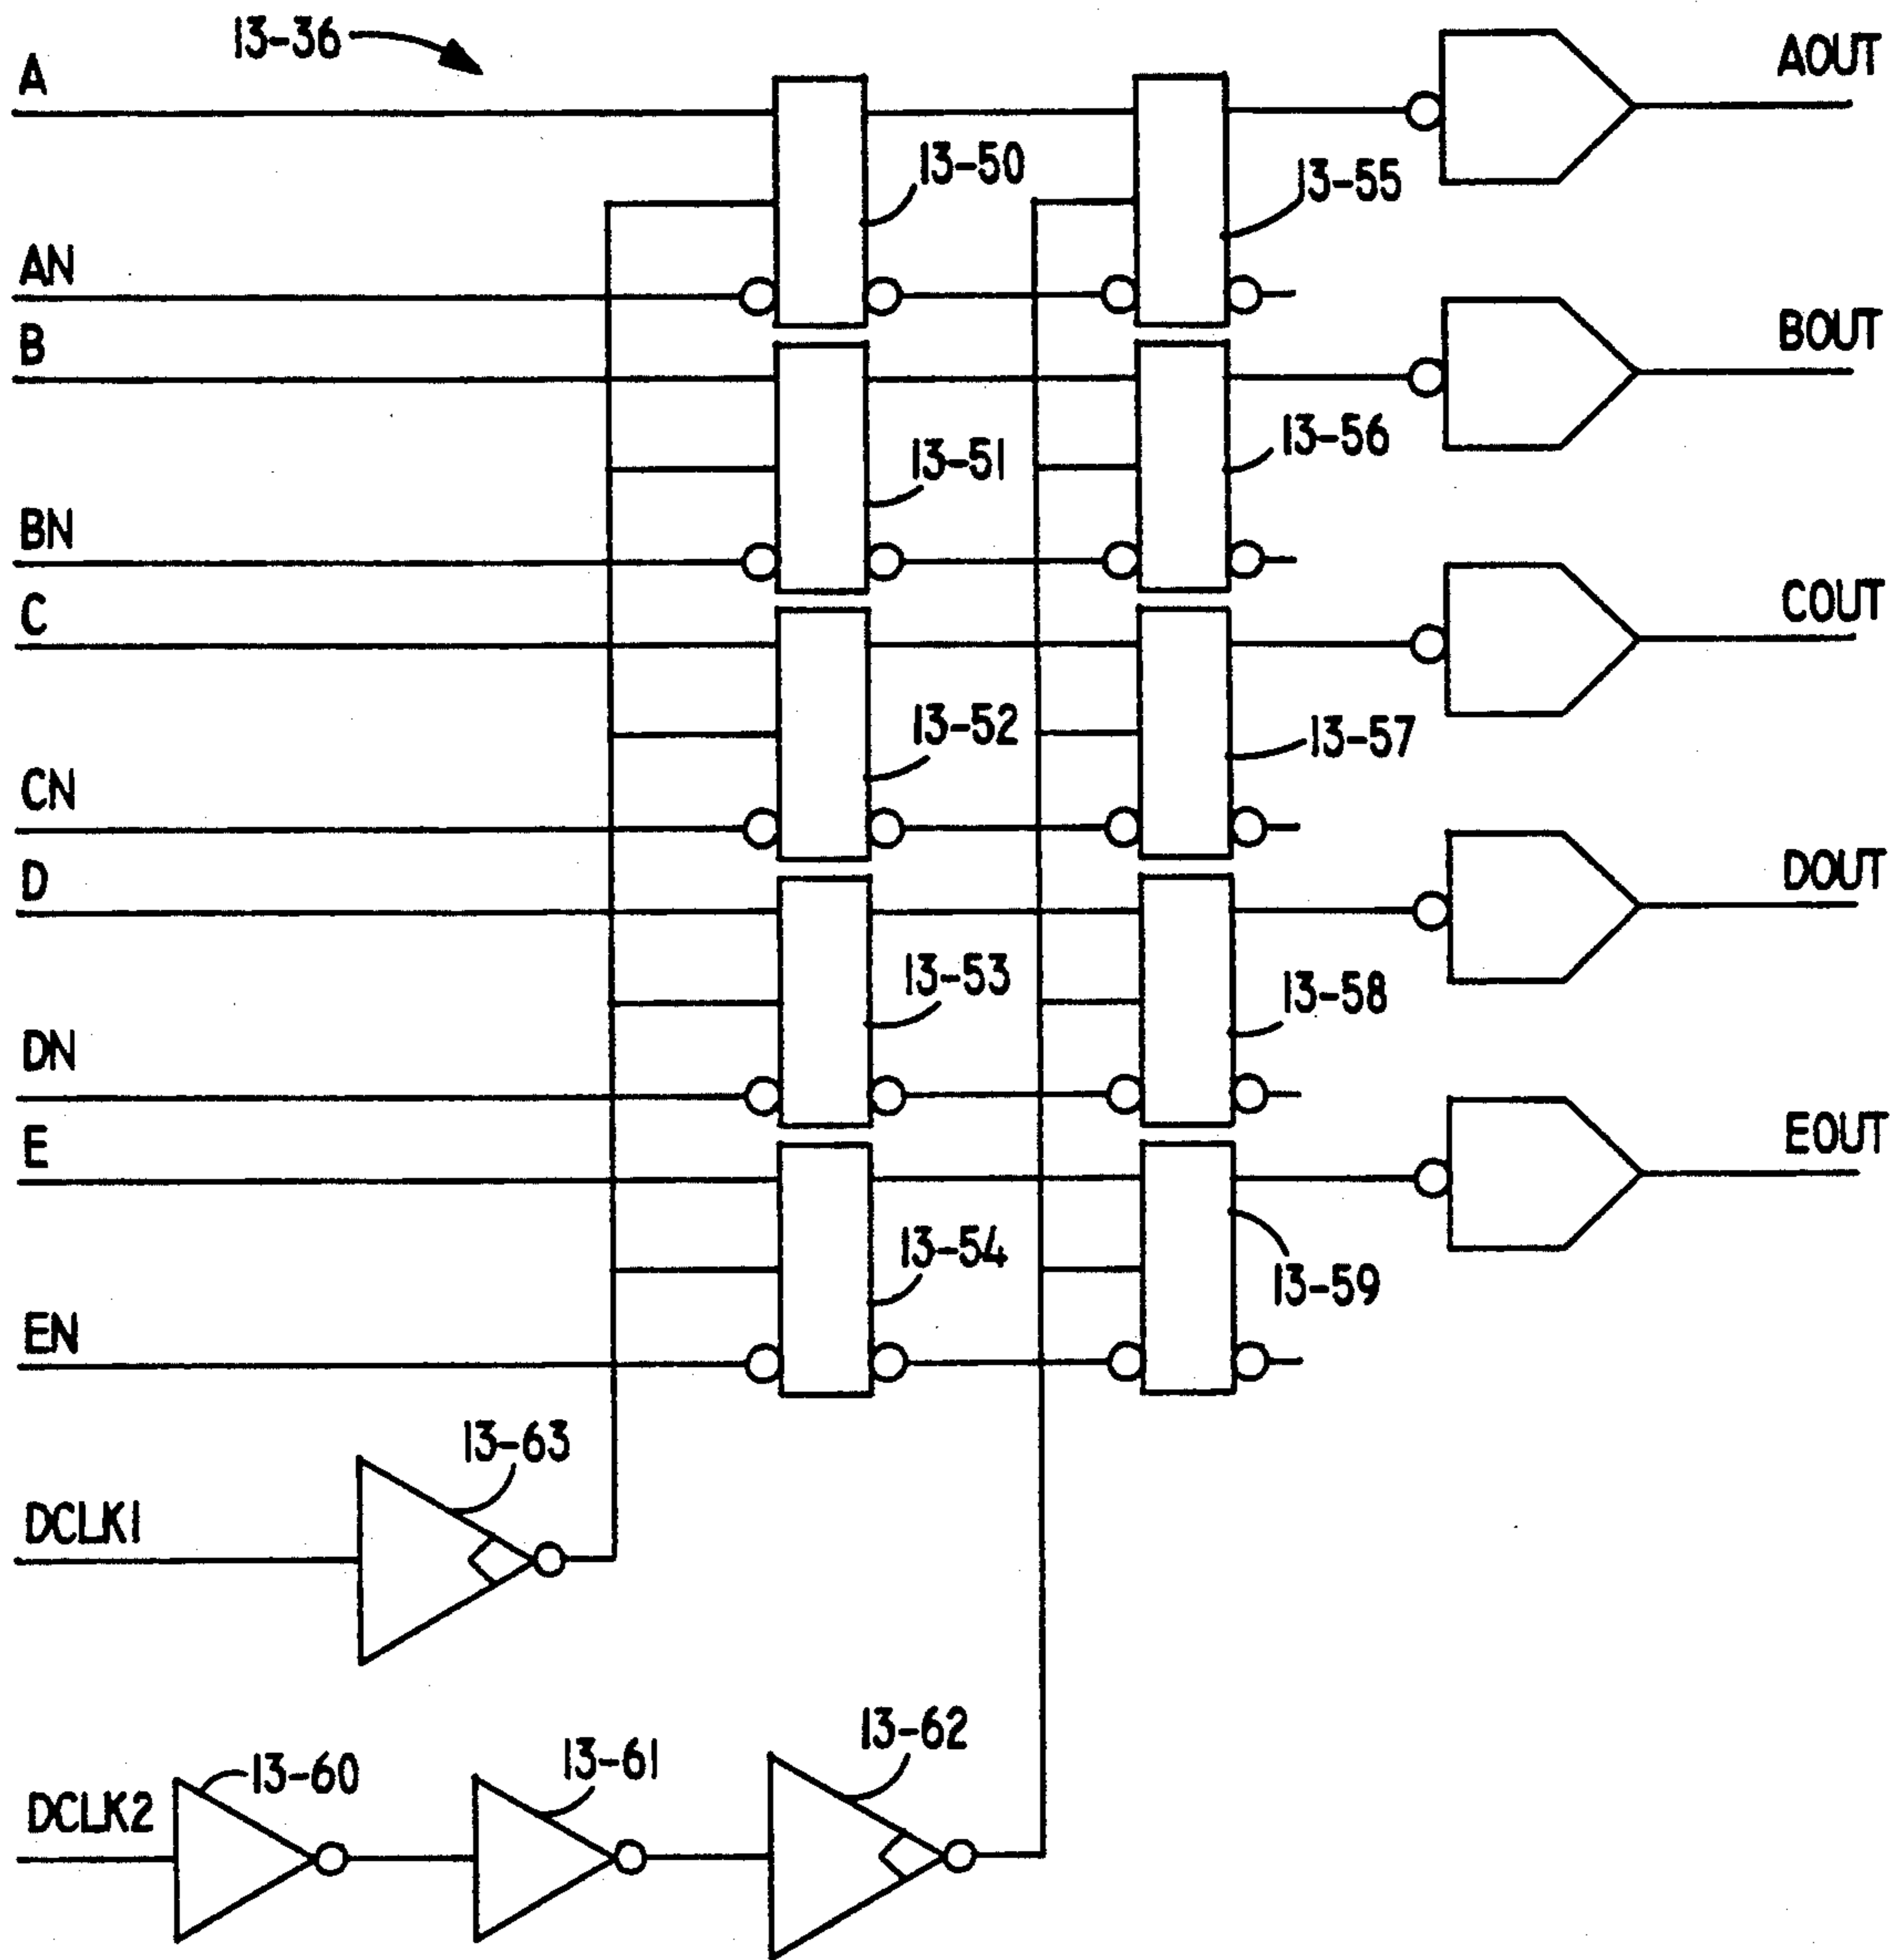 13-36
A
AOUT
13-50
13-55
AN
B
BOUT
13-51
13-56
BN
C
COUT
13-52
13-57
CN
D
DOUT
13-53
13-58
DN
E
EOUT
13-54
13-59
EN
13-63
DCLK1
13-62
13-60
13-61
DCLK2